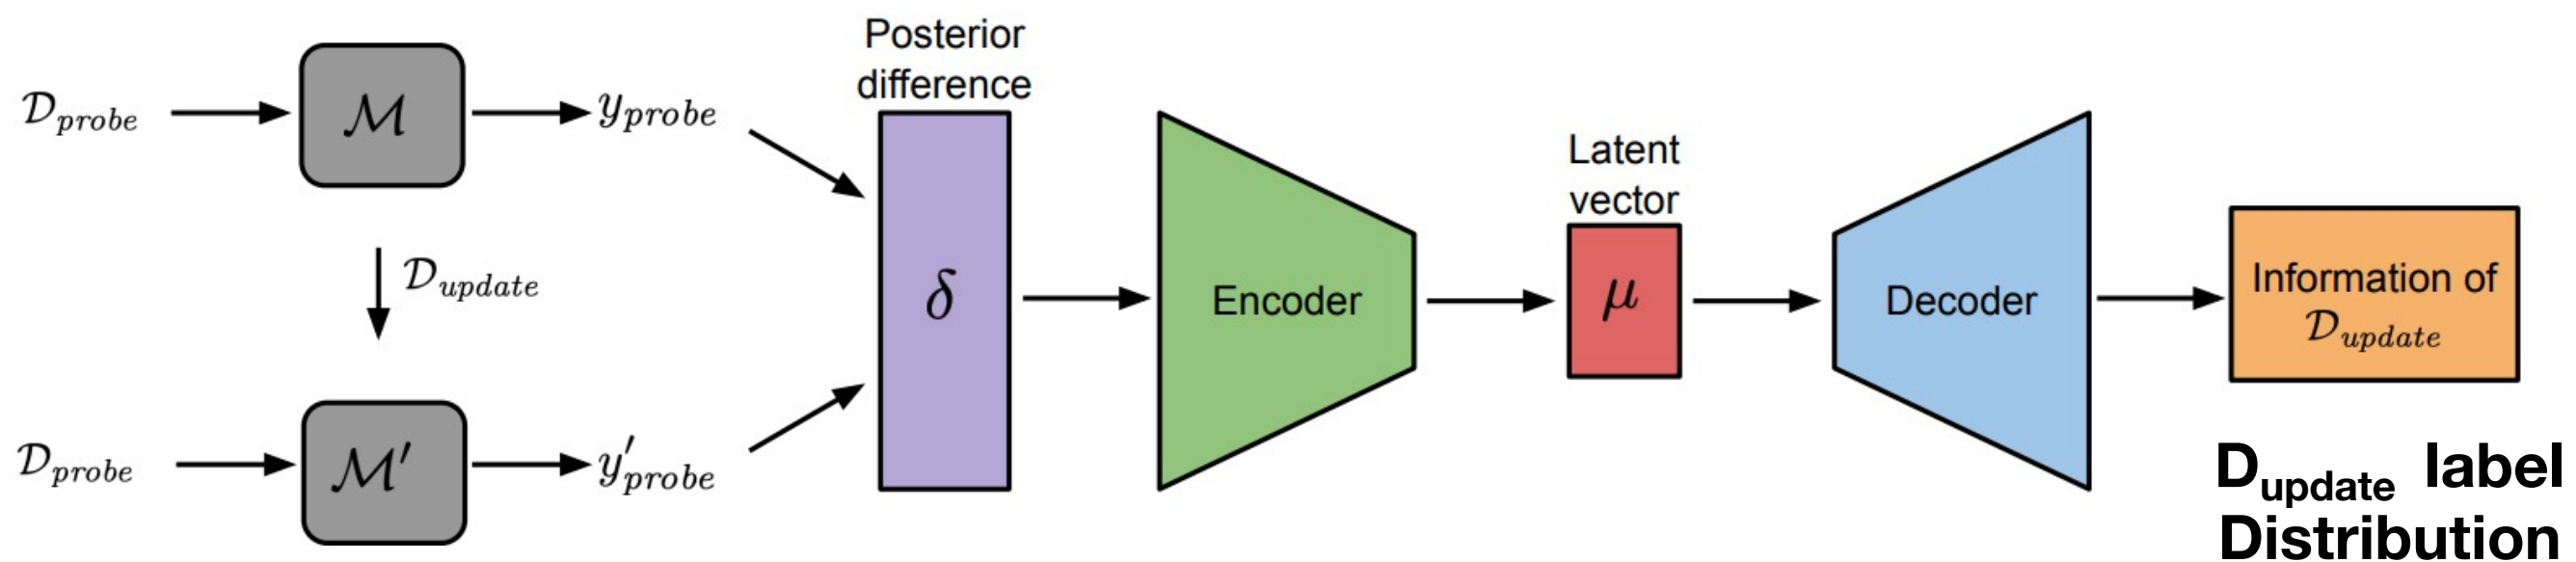 Posterior
difference
𝒟probe
ℳ
yprobe
𝒟update
𝒟probe
ℳ′
y′probe
δ
Encoder
Latent
vector
μ
Decoder
Information of
𝒟update
Dupdate label
Distribution